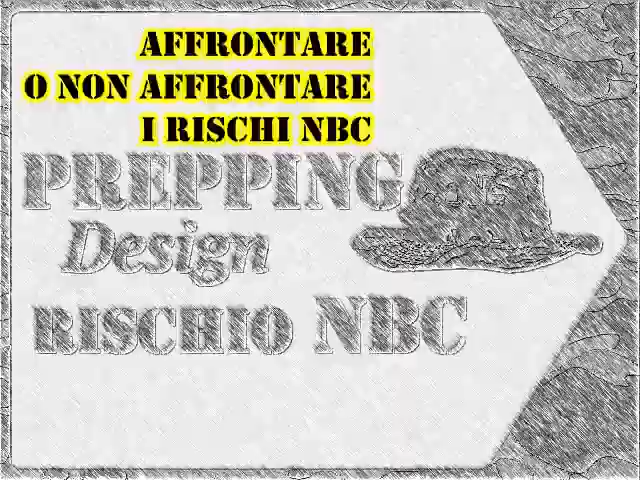 AFFRONTARE
O NON AFFRONTARE
I RISCHI NBC
PREPPING
Design
RISCHIO NBC